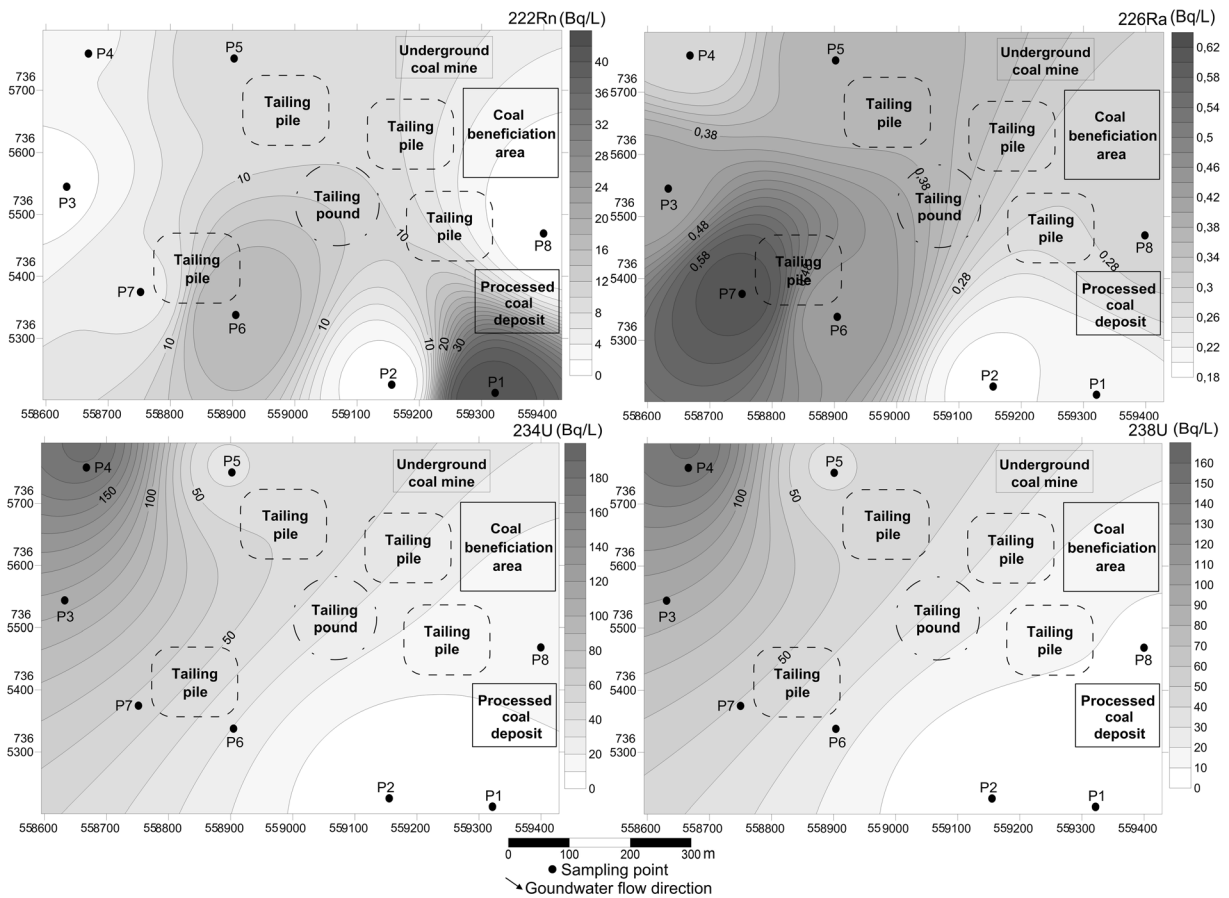 222Rn (Bq/L)
P4
P5
Underground
coal mine
Tailing
pile
Tailing
pile
Coal
beneficiation
area
10
P3
Tailing
pound
Tailing
pile
10
P8
Tailing
pile
P7
P6
10
10
10
20
30
Processed
coal
deposit
P2
P1
736
5700
736
5600
736
5500
736
5400
736
5300
558600
558700
558800
558900
559000
559100
559200
559300
559400
40
36
32
28
24
20
16
12
8
4
0
226Ra (Bq/L)
P4
P5
Underground
coal mine
Tailing
pile
Tailing
pile
Coal
beneficiation
area
0,38
0,38
P3
Tailing
pound
Tailing
pile
0,48
0,58
P8
Tailing
pile
0,28
0,28
P7
P6
Processed
coal
deposit
P2
P1
736
5700
736
5600
736
5500
736
5400
736
5300
558600
558700
558800
558900
559000
559100
559200
559300
559400
0,62
0,58
0,54
0,5
0,46
0,42
0,38
0,34
0,3
0,26
0,22
0,18
234U (Bq/L)
P4
P5
150
100
50
Underground
coal mine
Tailing
pile
Tailing
pile
Coal
beneficiation
area
P3
Tailing
pound
Tailing
pile
50
P8
Tailing
pile
P7
P6
Processed
coal
deposit
P2
P1
736
5700
736
5600
736
5500
736
5400
736
5300
558600
558700
558800
558900
559000
559100
559200
559300
559400
180
160
140
120
100
80
60
40
20
0
238U (Bq/L)
P4
P5
100
50
Underground
coal mine
Tailing
pile
Tailing
pile
Coal
beneficiation
area
P3
Tailing
pound
Tailing
pile
50
P8
Tailing
pile
P7
P6
Processed
coal
deposit
P2
P1
736
5700
736
5600
736
5500
736
5400
736
5300
558600
558700
558800
558900
559000
559100
559200
559300
559400
160
150
140
130
120
110
100
90
80
70
60
50
40
30
20
10
0
0 100 200 300 m
Sampling point
Goundwater flow direction